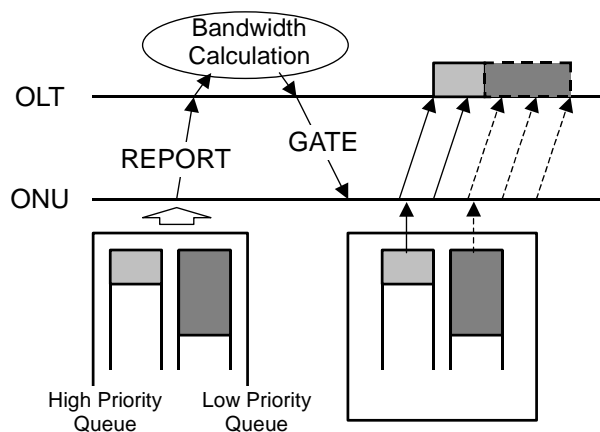 Bandwidth
Calculation
OLT
REPORT
GATE
ONU
High Priority
Queue
Low Priority
Queue